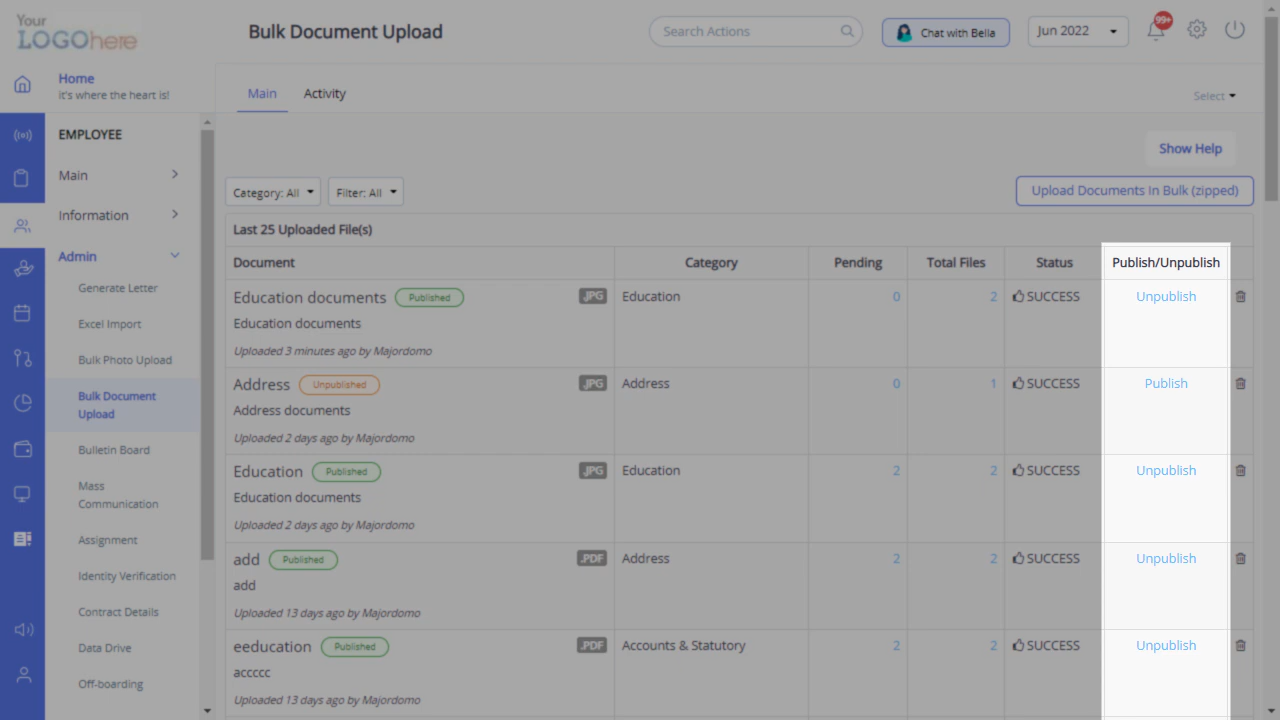 Your
LOGOhere
Bulk Document Upload
Search Actions
Chat with Bella
Jun 2022
99+
Home
it's where the heart is!
Main
Activity
Select
EMPLOYEE
Main
Information
Admin
Generate Letter
Excel Import
Bulk Photo Upload
Bulk Document
Upload
Bulletin Board
Mass
Communication
Assignment
Identity Verification
Contract Details
Data Drive
Off-boarding
Show Help
Category: All
Filter: All
Upload Documents In Bulk (zipped)
Last 25 Uploaded File(s)
Document Category Pending Total Files Status Publish/Unpublish
Education documents Published .JPG Education 0 2 SUCCESS Unpublish
Education documents
Uploaded 3 minutes ago by Majordomo
Address Unpublished .JPG Address 0 1 SUCCESS Publish
Address documents
Uploaded 2 days ago by Majordomo
Education Published .JPG Education 2 2 SUCCESS Unpublish
Education documents
Uploaded 2 days ago by Majordomo
add Published .PDF Address 2 2 SUCCESS Unpublish
add
Uploaded 13 days ago by Majordomo
eeducation Published .PDF Accounts & Statutory 2 2 SUCCESS Unpublish
accccc
Uploaded 13 days ago by Majordomo